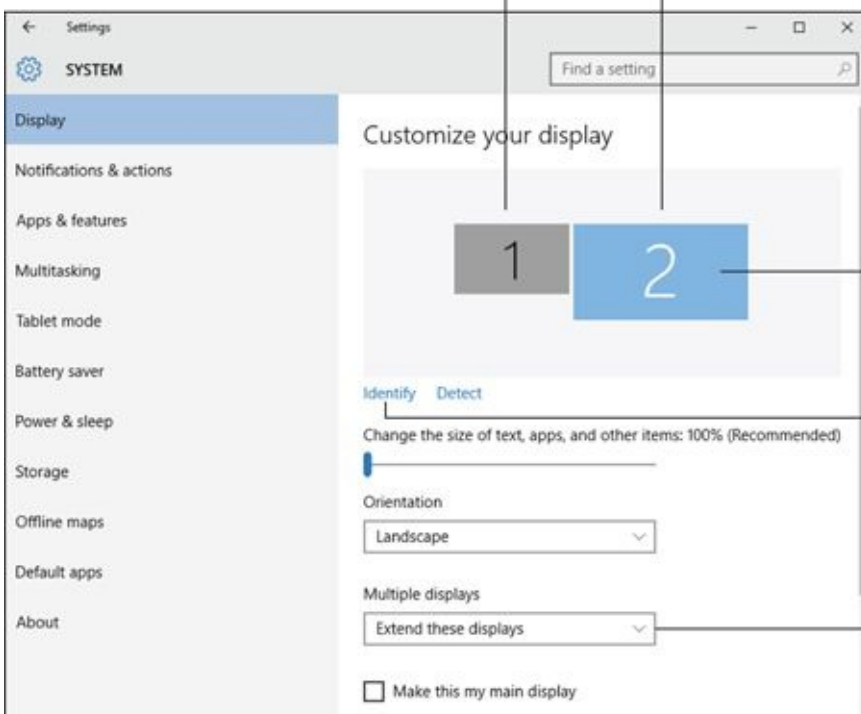 Settings
SYSTEM
Find a setting
Display
Notifications & actions
Apps & features
Multitasking
Tablet mode
Battery saver
Power & sleep
Storage
Offline maps
Default apps
About
Customize your display
1
2
Identify Detect
Change the size of text, apps, and other items: 100% (Recommended)
Orientation
Landscape
Multiple displays
Extend these displays
Make this my main display